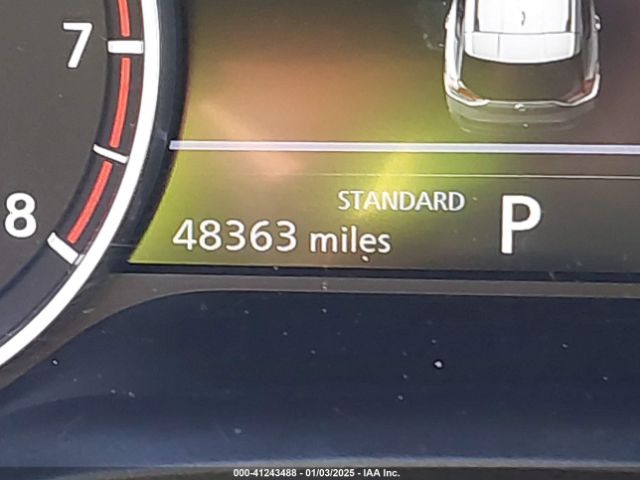 7
8
STANDARD
48363 miles
P
000-41243488 - 01/03/2025 - IAA Inc.